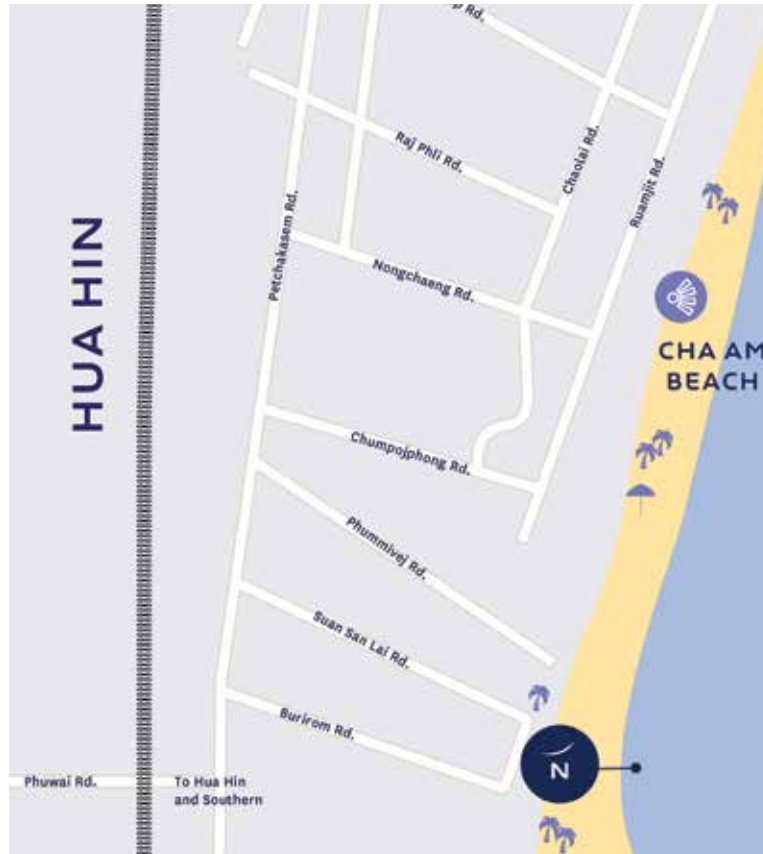 p Rd.
Raj Phli Rd.
Chaolai Rd.
Ruamjit Rd.
Petchakasem Rd.
HUA HIN
Nongchaeng Rd.
CHA AM
BEACH
Chumpojphong Rd.
Phummivej Rd.
Suan San Lai Rd.
Burirom Rd.
N
Phuwai Rd.
To Hua Hin
and Southern